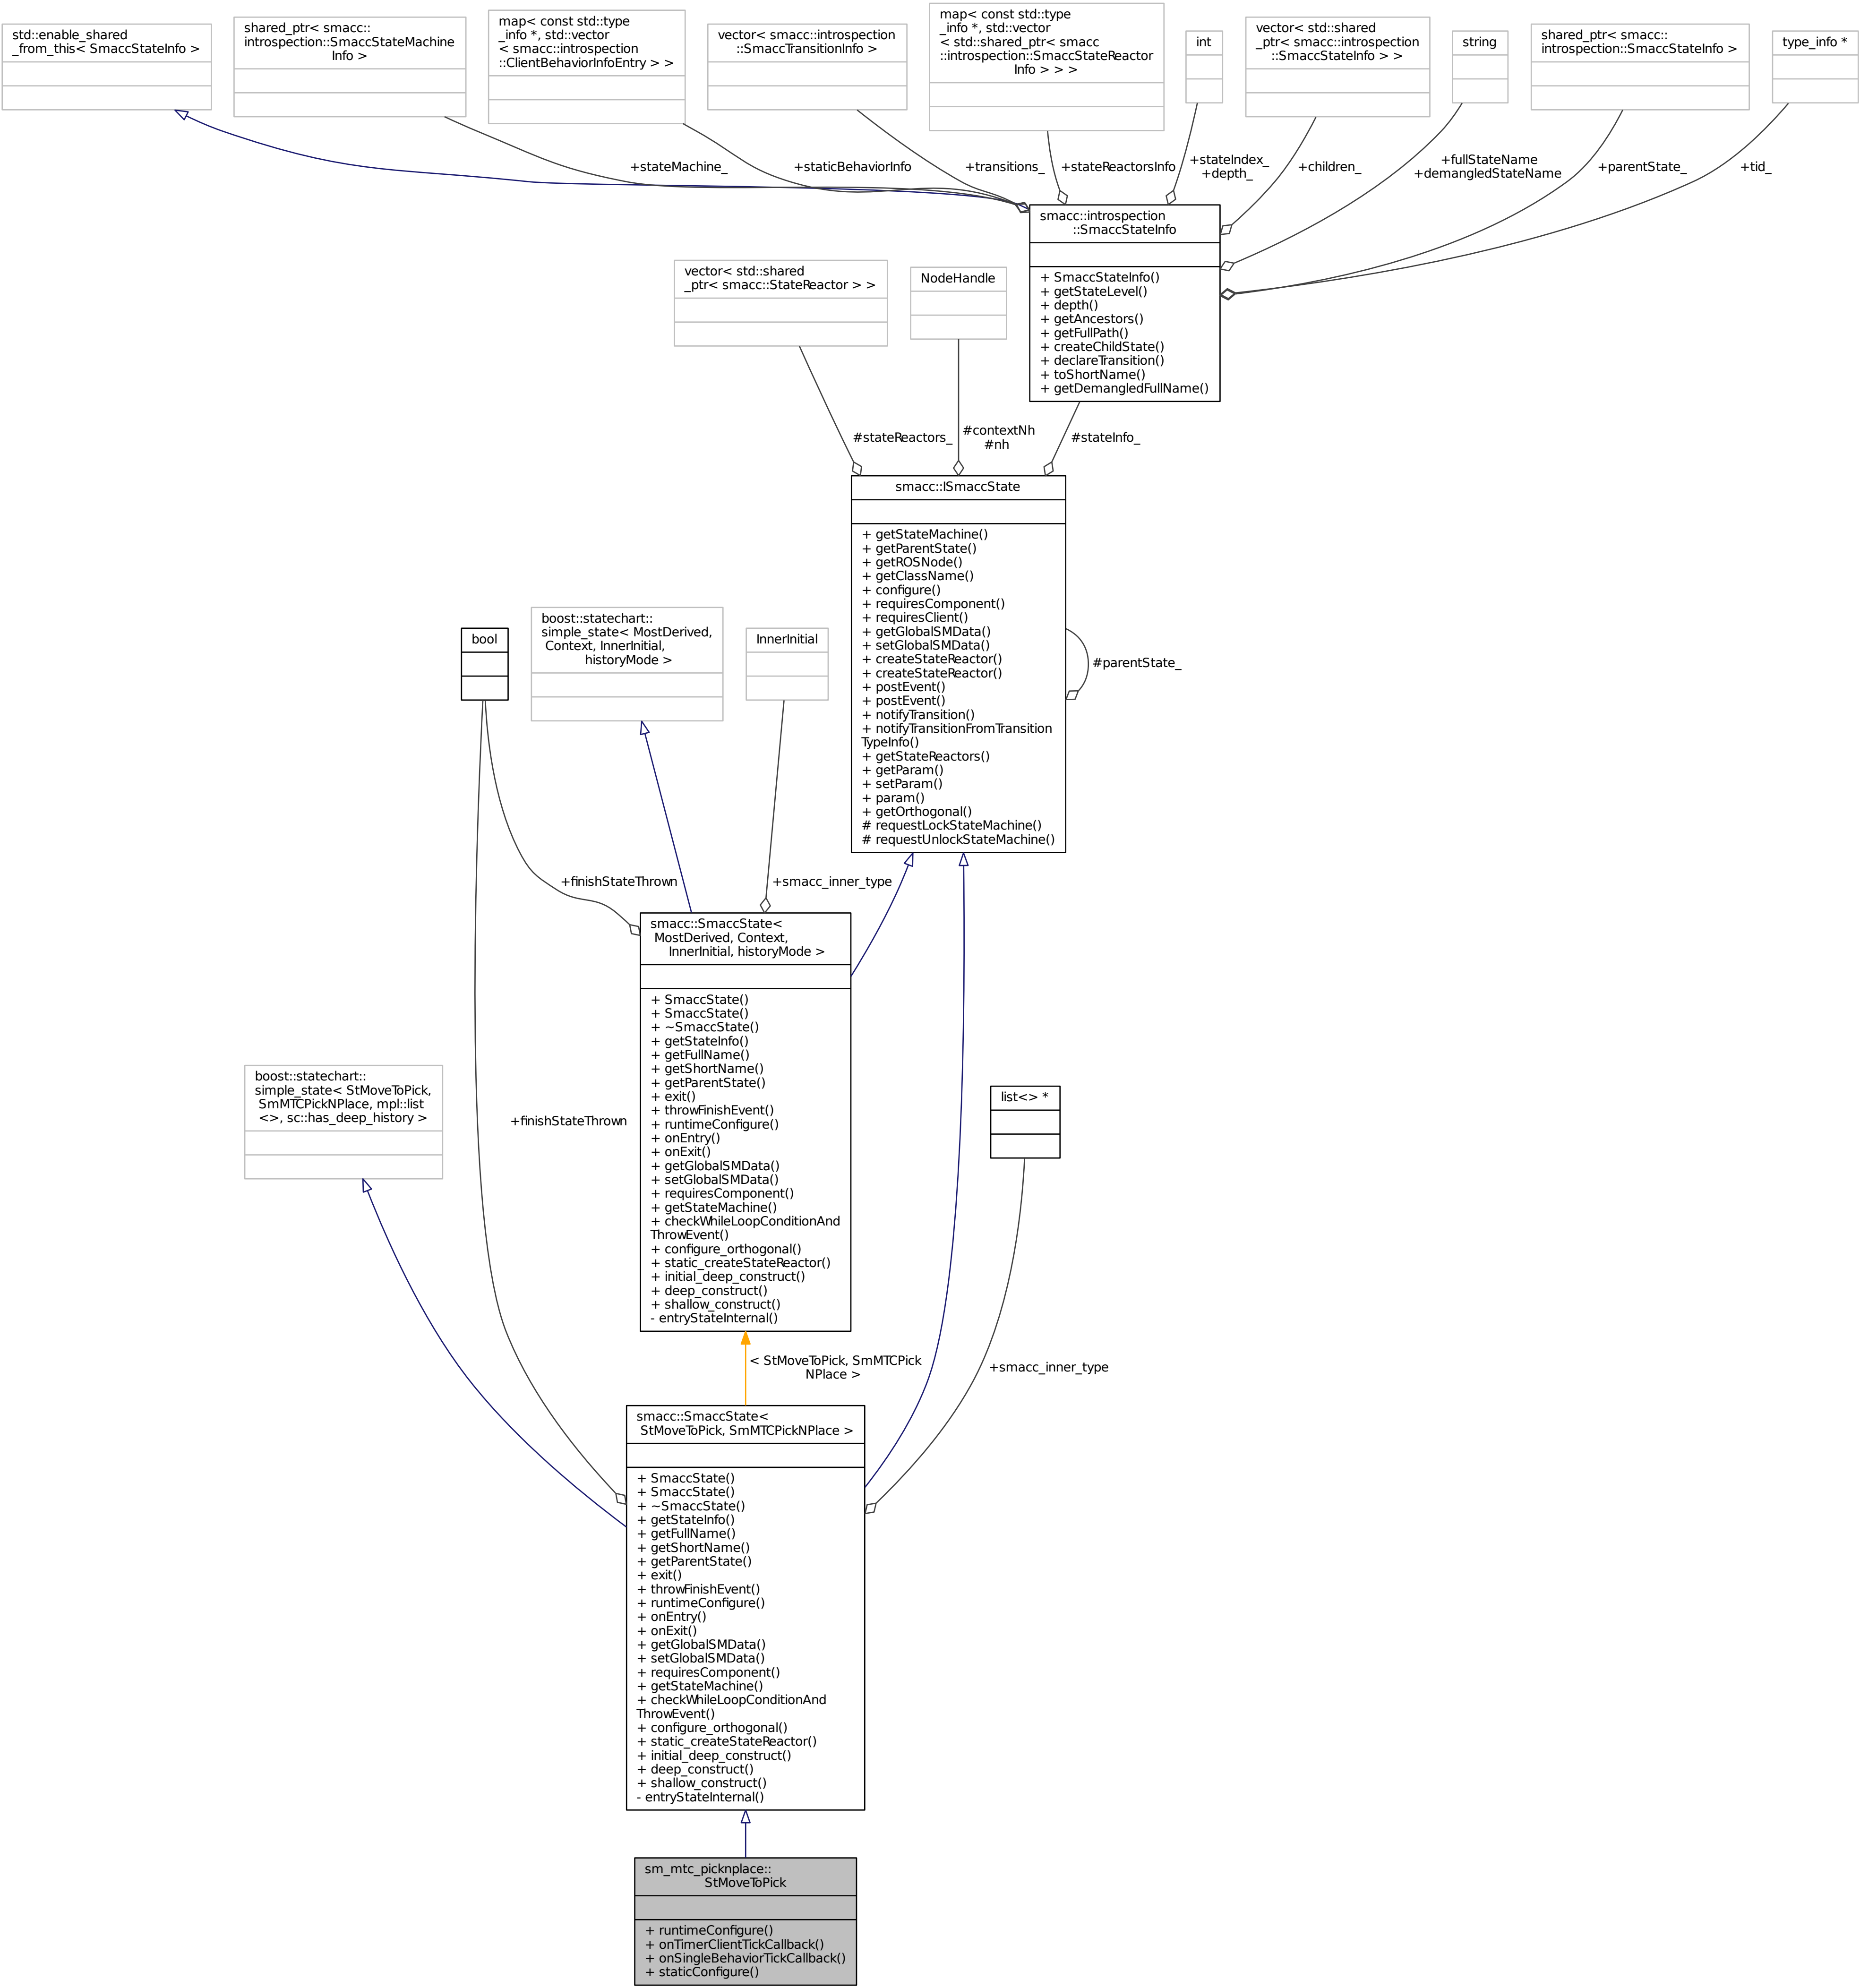 std::enable_shared
_from_this< SmaccStateInfo >
shared_ptr< smacc::
introspection::SmaccStateMachine
Info >
map< const std::type
_info *, std::vector
< smacc::introspection
::ClientBehaviorInfoEntry > >
vector< smacc::introspection
::SmaccTransitionInfo >
map< const std::type
_info *, std::vector
< std::shared_ptr< smacc
::introspection::SmaccStateReactor
Info > > >
int
vector< std::shared
_ptr< smacc::introspection
::SmaccStateInfo > >
string
shared_ptr< smacc::
introspection::SmaccStateInfo >
type_info *
+stateMachine_
+staticBehaviorInfo
+transitions_
+stateReactorsInfo
+stateIndex_
+depth_
+children_
+fullStateName
+demangledStateName
+parentState_
+tid_
smacc::introspection
::SmaccStateInfo
+ SmaccStateInfo()
+ getStateLevel()
+ depth()
+ getAncestors()
+ getFullPath()
+ createChildState()
+ declareTransition()
+ toShortName()
+ getDemangledFullName()
vector< std::shared
_ptr< smacc::StateReactor > >
NodeHandle
#stateReactors_
#contextNh
#nh
#stateInfo_
smacc::ISmaccState
+ getStateMachine()
+ getParentState()
+ getROSNode()
+ getClassName()
+ configure()
+ requiresComponent()
+ requiresClient()
+ getGlobalSMData()
+ setGlobalSMData()
+ createStateReactor()
+ createStateReactor()
+ postEvent()
+ postEvent()
+ notifyTransition()
+ notifyTransitionFromTransition
TypeInfo()
+ getStateReactors()
+ getParam()
+ setParam()
+ param()
+ getOrthogonal()
# requestLockStateMachine()
# requestUnlockStateMachine()
#parentState_
bool
boost::statechart::
simple_state< MostDerived,
Context, InnerInitial,
historyMode >
InnerInitial
+finishStateThrown
+smacc_inner_type
smacc::SmaccState<
MostDerived, Context,
InnerInitial, historyMode >
+ SmaccState()
+ SmaccState()
+ ~SmaccState()
+ getStateInfo()
+ getFullName()
+ getShortName()
+ getParentState()
+ exit()
+ throwFinishEvent()
+ runtimeConfigure()
+ onEntry()
+ onExit()
+ getGlobalSMData()
+ setGlobalSMData()
+ requiresComponent()
+ getStateMachine()
+ checkWhileLoopConditionAnd
ThrowEvent()
+ configure_orthogonal()
+ static_createStateReactor()
+ initial_deep_construct()
+ deep_construct()
+ shallow_construct()
- entryStateInternal()
boost::statechart::
simple_state< StMoveToPick,
SmMTCPickNPlace, mpl::list
<>, sc::has_deep_history >
+finishStateThrown
list<> *
< StMoveToPick, SmMTCPick
NPlace >
+smacc_inner_type
smacc::SmaccState<
StMoveToPick, SmMTCPickNPlace >
+ SmaccState()
+ SmaccState()
+ ~SmaccState()
+ getStateInfo()
+ getFullName()
+ getShortName()
+ getParentState()
+ exit()
+ throwFinishEvent()
+ runtimeConfigure()
+ onEntry()
+ onExit()
+ getGlobalSMData()
+ setGlobalSMData()
+ requiresComponent()
+ getStateMachine()
+ checkWhileLoopConditionAnd
ThrowEvent()
+ configure_orthogonal()
+ static_createStateReactor()
+ initial_deep_construct()
+ deep_construct()
+ shallow_construct()
- entryStateInternal()
sm_mtc_picknplace::
StMoveToPick
+ runtimeConfigure()
+ onTimerClientTickCallback()
+ onSingleBehaviorTickCallback()
+ staticConfigure()